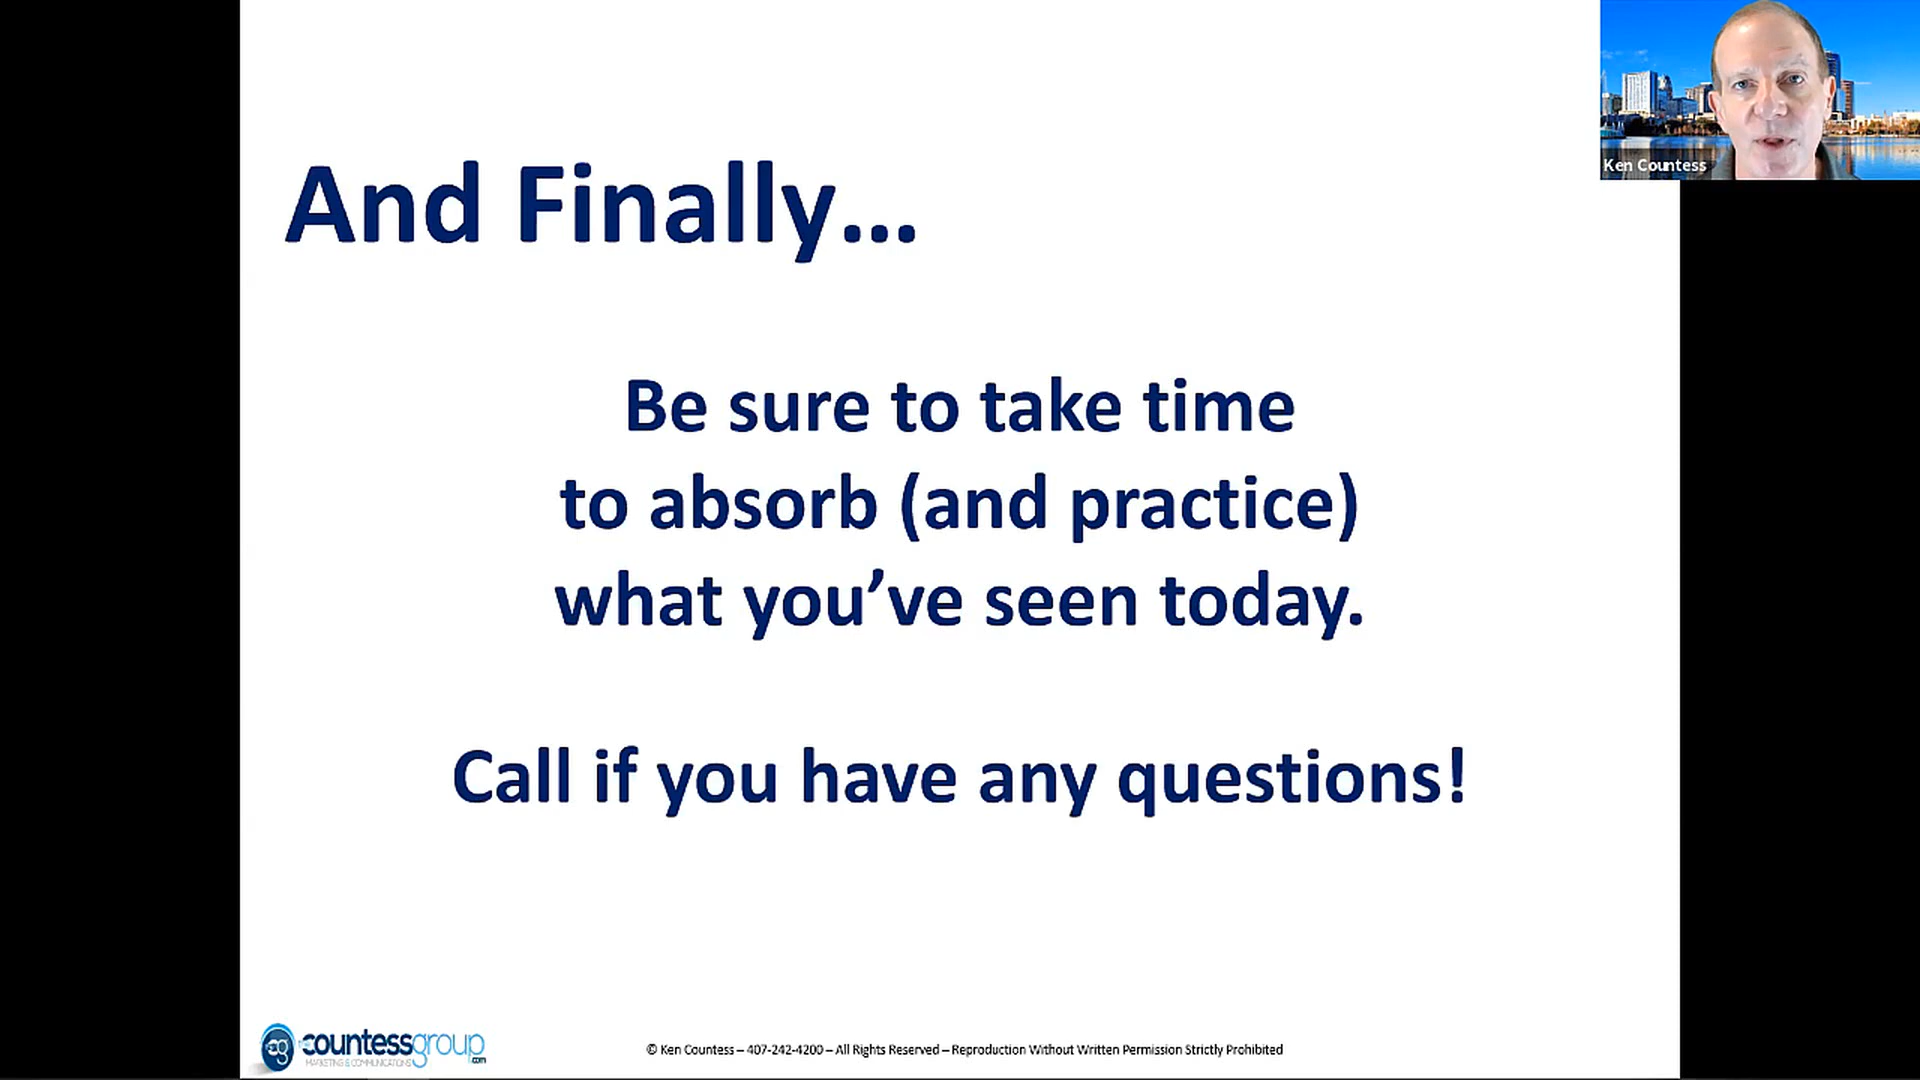 Ken Countess
And Finally...
Be sure to take time
to absorb (and practice)
what you’ve seen today.
Call if you have any questions!
cg countessgroup
.com
MARKETING & COMMUNICATIONS
© Ken Countess – 407-242-4200 – All Rights Reserved – Reproduction Without Written Permission Strictly Prohibited